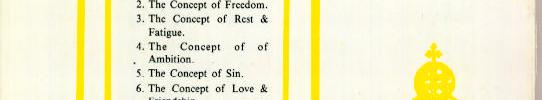 2. The Concept of Freedom.
3. The Concept of Rest &
Fatigue.
4. The Concept of of
Ambition.
5. The Concept of Sin.
6. The Concept of Love &
Friendship